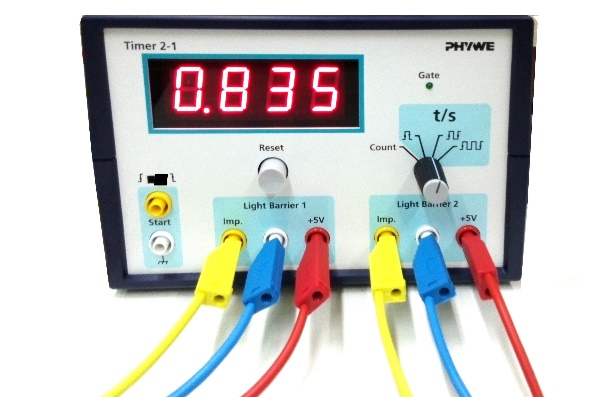 Timer 2-1
PHYWE
0.835
Gate
t/s
Reset
Count
Light Barrier 1
Light Barrier 2
Start
Imp.
+5V
Imp.
+5V